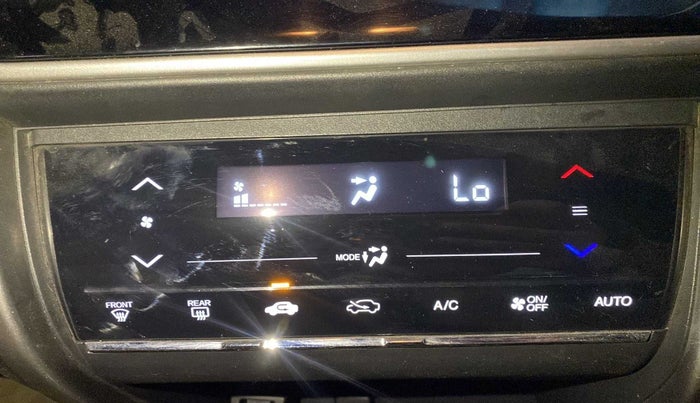 Lo
MODE
FRONT
REAR
A/C
ON/
OFF
AUTO